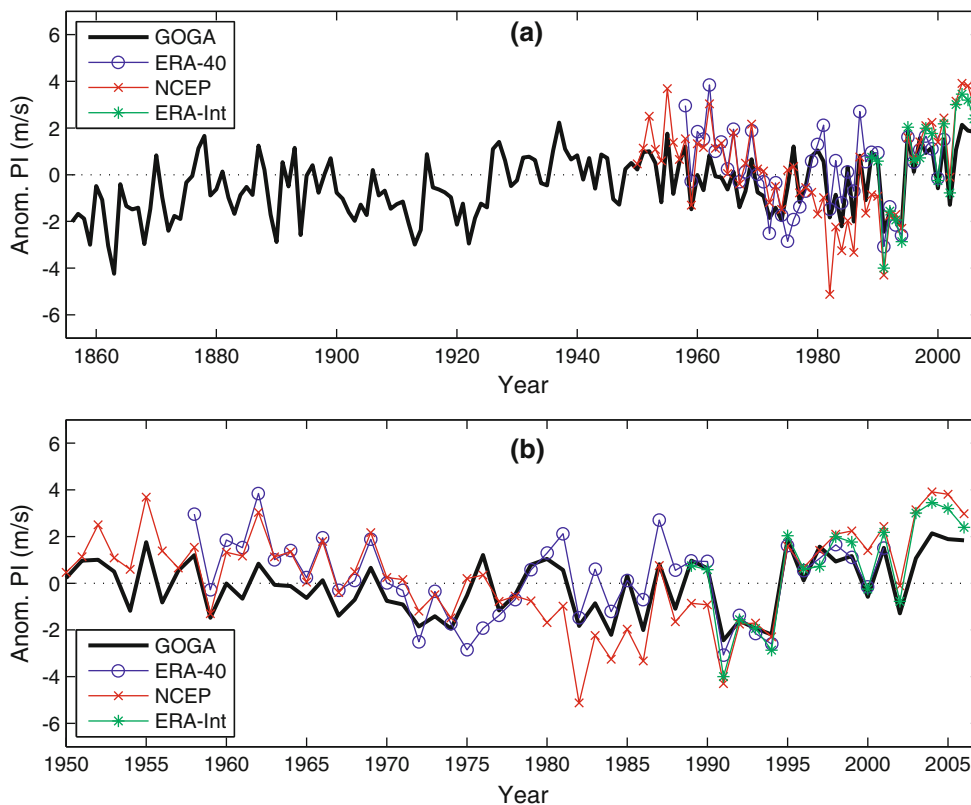 (a)
GOGA
ERA-40
NCEP
ERA-Int
Anom. PI (m/s)
6
4
2
0
-2
-4
-6
1860 1880 1900 1920 1940 1960 1980 2000
Year
(b)
Anom. PI (m/s)
6
4
2
0
-2
-4
-6
GOGA
ERA-40
NCEP
ERA-Int
1950 1955 1960 1965 1970 1975 1980 1985 1990 1995 2000 2005
Year